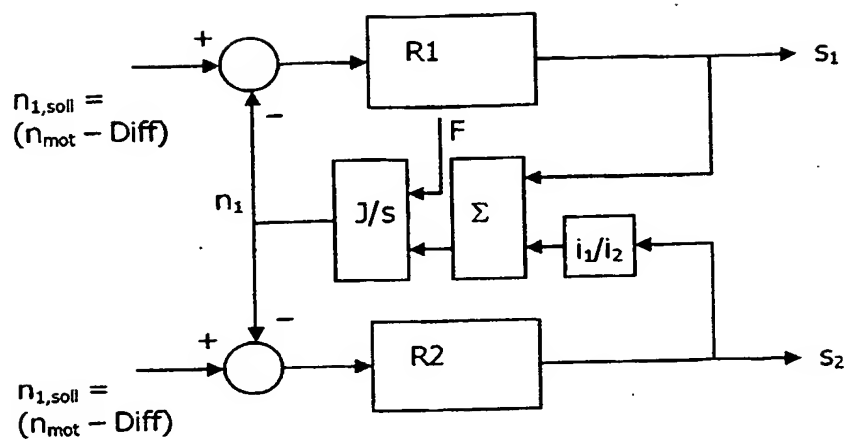 +
R1
s₁
n₁,soll =
(nmot – Diff)
–
F
n₁
J/s
Σ
i₁/i₂
–
+
R2
s₂
n₁,soll =
(nmot – Diff)